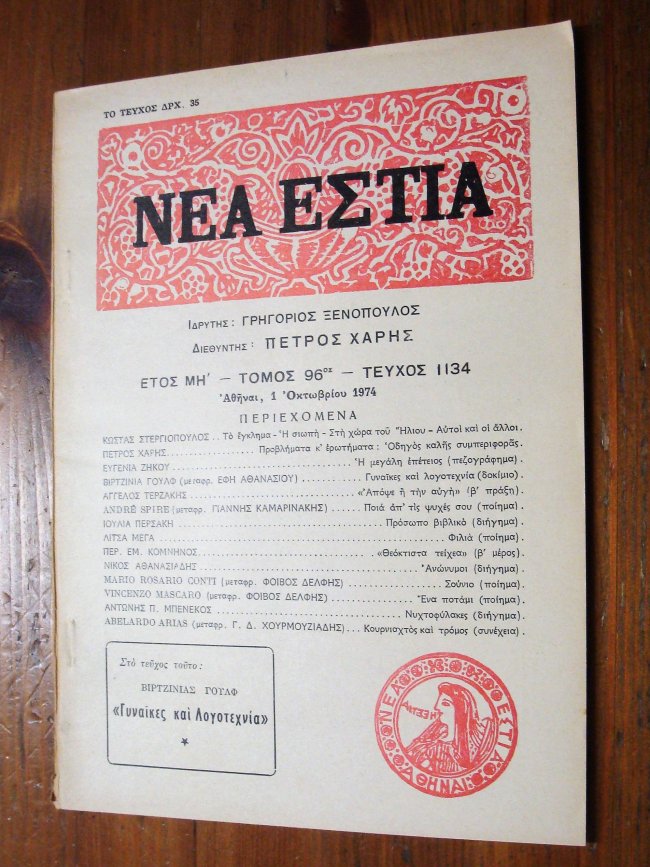 ΤΟ ΤΕΥΧΟΣ ΔΡΧ. 35
ΝΕΑ ΕΣΤΙΑ
ΙΔΡΥΤΗΣ: ΓΡΗΓΟΡΙΟΣ ΞΕΝΟΠΟΥΛΟΣ
ΔΙΕΥΘΥΝΤΗΣ: ΠΕΤΡΟΣ ΧΑΡΗΣ
ΕΤΟΣ ΜΗ′ – ΤΟΜΟΣ 96ος – ΤΕΥΧΟΣ 1134
Ἀθῆναι, 1 Ὀκτωβρίου 1974
ΠΕΡΙΕΧΟΜΕΝΑ
ΚΩΣΤΑΣ ΣΤΕΡΓΙΟΠΟΥΛΟΣ .. Τὸ ἔγκλημα - Ἡ σιωπὴ - Στὴ χώρα τοῦ Ἥλιου - Αὐτοὶ καὶ οἱ ἄλλοι.
ΠΕΤΡΟΣ ΧΑΡΗΣ .......... Προβλήματα κ' ἐρωτήματα: Ὁδηγὸς καλῆς συμπεριφορᾶς.
ΕΥΓΕΝΙΑ ΖΗΚΟΥ .......... Ἡ μεγάλη ἐπέτειος (πεζογράφημα).
ΒΙΡΤΖΙΝΙΑ ΓΟΥΛΦ (μεταφρ. ΕΦΗ ΑΘΑΝΑΣΙΟΥ) .......... Γυναῖκες καὶ λογοτεχνία (δοκίμιο).
ΑΓΓΕΛΟΣ ΤΕΡΖΑΚΗΣ .......... «Ἀπόψε ἢ τὴν αὐγὴ» (β' πράξη).
ANDRÉ SPIRE (μεταφρ. ΓΙΑΝΝΗΣ ΚΑΜΑΡΙΝΑΚΗΣ) .......... Ποιά ἀπ' τὶς ψυχές σου (ποίημα).
ΙΟΥΛΙΑ ΠΕΡΣΑΚΗ .......... Πρόσωπο βιβλικὸ (διήγημα).
ΛΙΤΣΑ ΜΕΓΑ .......... Φιλιὰ (ποίημα).
ΠΕΡ. ΕΜ. ΚΟΜΝΗΝΟΣ .......... «Θεόκτιστα τείχεα» (β' μέρος).
ΝΙΚΟΣ ΑΘΑΝΑΣΙΑΔΗΣ .......... Ἀνώνυμοι (διήγημα).
MARIO ROSARIO CONTI (μεταφρ. ΦΟΙΒΟΣ ΔΕΛΦΗΣ) .......... Σούνιο (ποίημα).
VINCENZO MASCARO (μεταφρ. ΦΟΙΒΟΣ ΔΕΛΦΗΣ) .......... Ἕνα ποτάμι (ποίημα).
ΑΝΤΩΝΗΣ Π. ΜΠΕΝΕΚΟΣ .......... Νυχτοφύλακες (διήγημα).
ABELARDO ARIAS (μεταφρ. Γ. Δ. ΧΟΥΡΜΟΥΖΙΑΔΗΣ) ... Κουρνιαχτὸς καὶ τρόμος (συνέχεια).
Στὸ τεῦχος τοῦτο:
ΒΙΡΤΖΙΝΙΑΣ ΓΟΥΛΦ
«Γυναῖκες καὶ Λογοτεχνία»
ΝΕΑ ΕΣΤΙΑ
ΑΘΗΝΑΙ